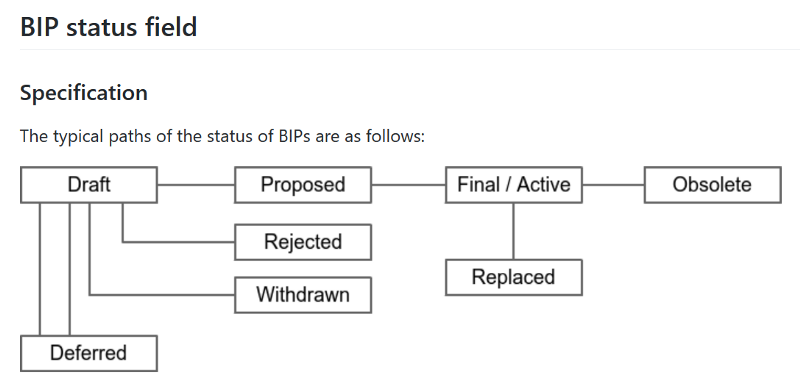 BIP status field
Specification
The typical paths of the status of BIPs are as follows:
Draft
Proposed
Final / Active
Obsolete
Rejected
Replaced
Withdrawn
Deferred